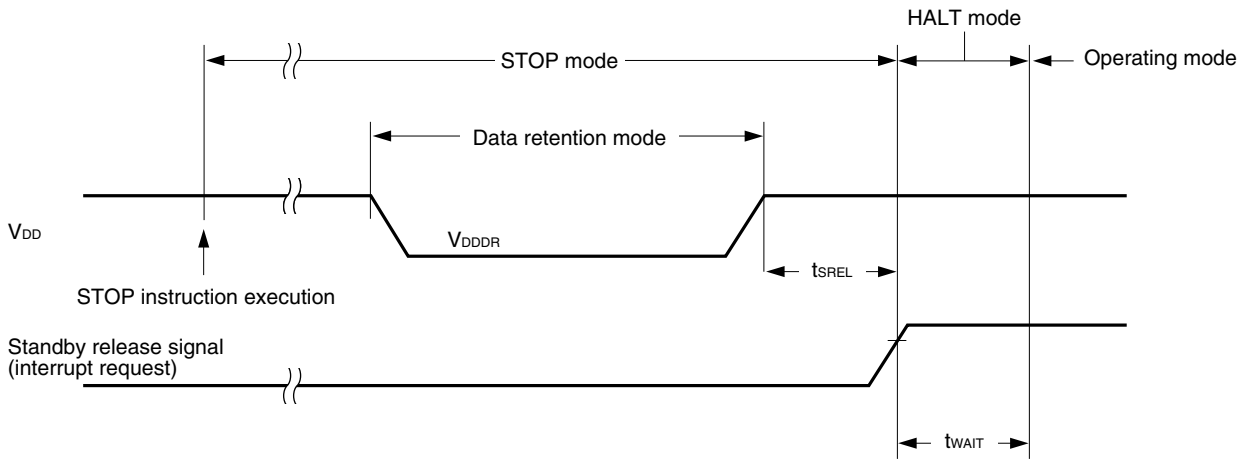 HALT mode
STOP mode
Operating mode
Data retention mode
VDD
VDDDR
tSREL
STOP instruction execution
Standby release signal
(interrupt request)
tWAIT